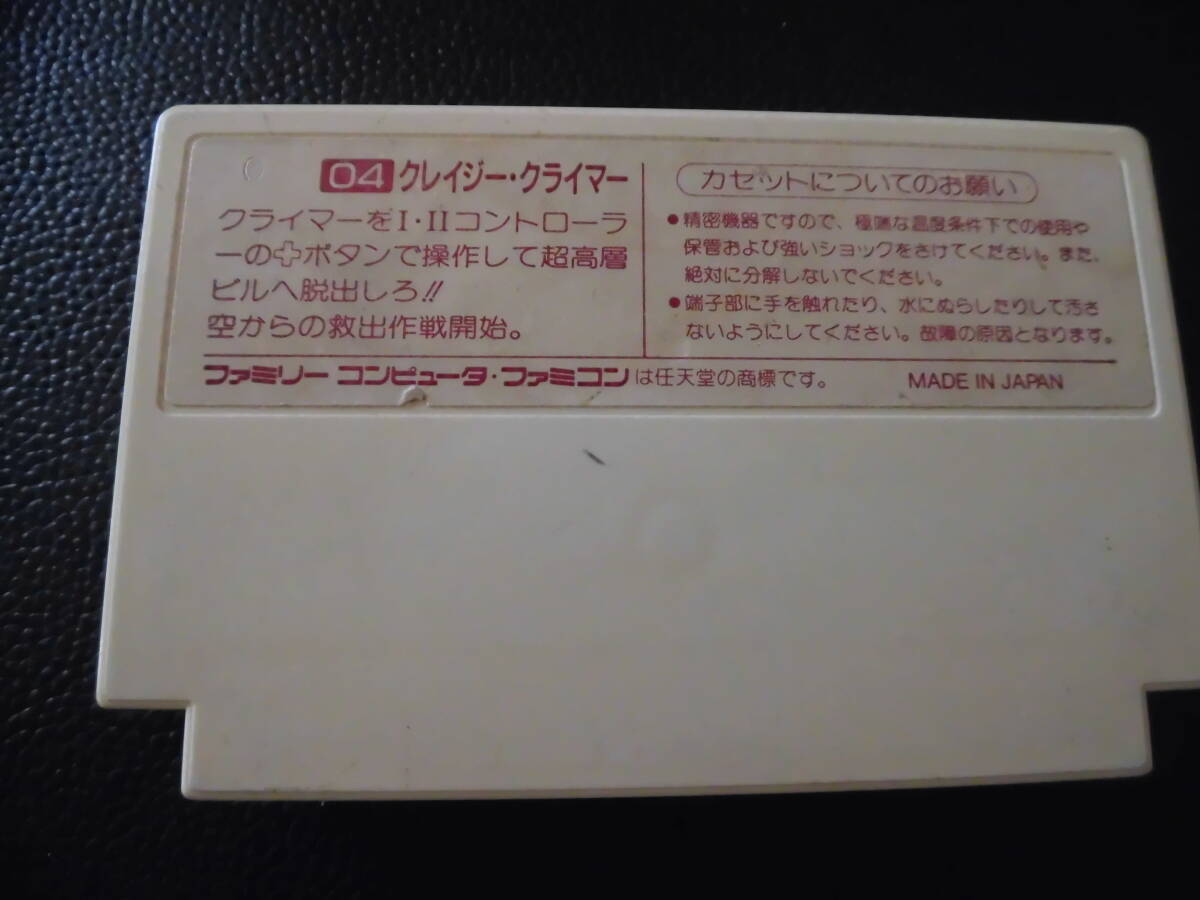 04 クレイジー・クライマー
クライマーをI・IIコントローラ
ーの✚ボタンで操作して超高層
ビルへ脱出しろ!!
空からの救出作戦開始。
カセットについてのお願い
●精密機器ですので、極端な温度条件下での使用や
保管および強いショックをさけてください。また、
絶対に分解しないでください。
●端子部に手を触れたり、水にぬらしたりして汚さ
ないようにしてください。故障の原因となります。
ファミリー コンピュータ・ファミコンは任天堂の商標です。
MADE IN JAPAN